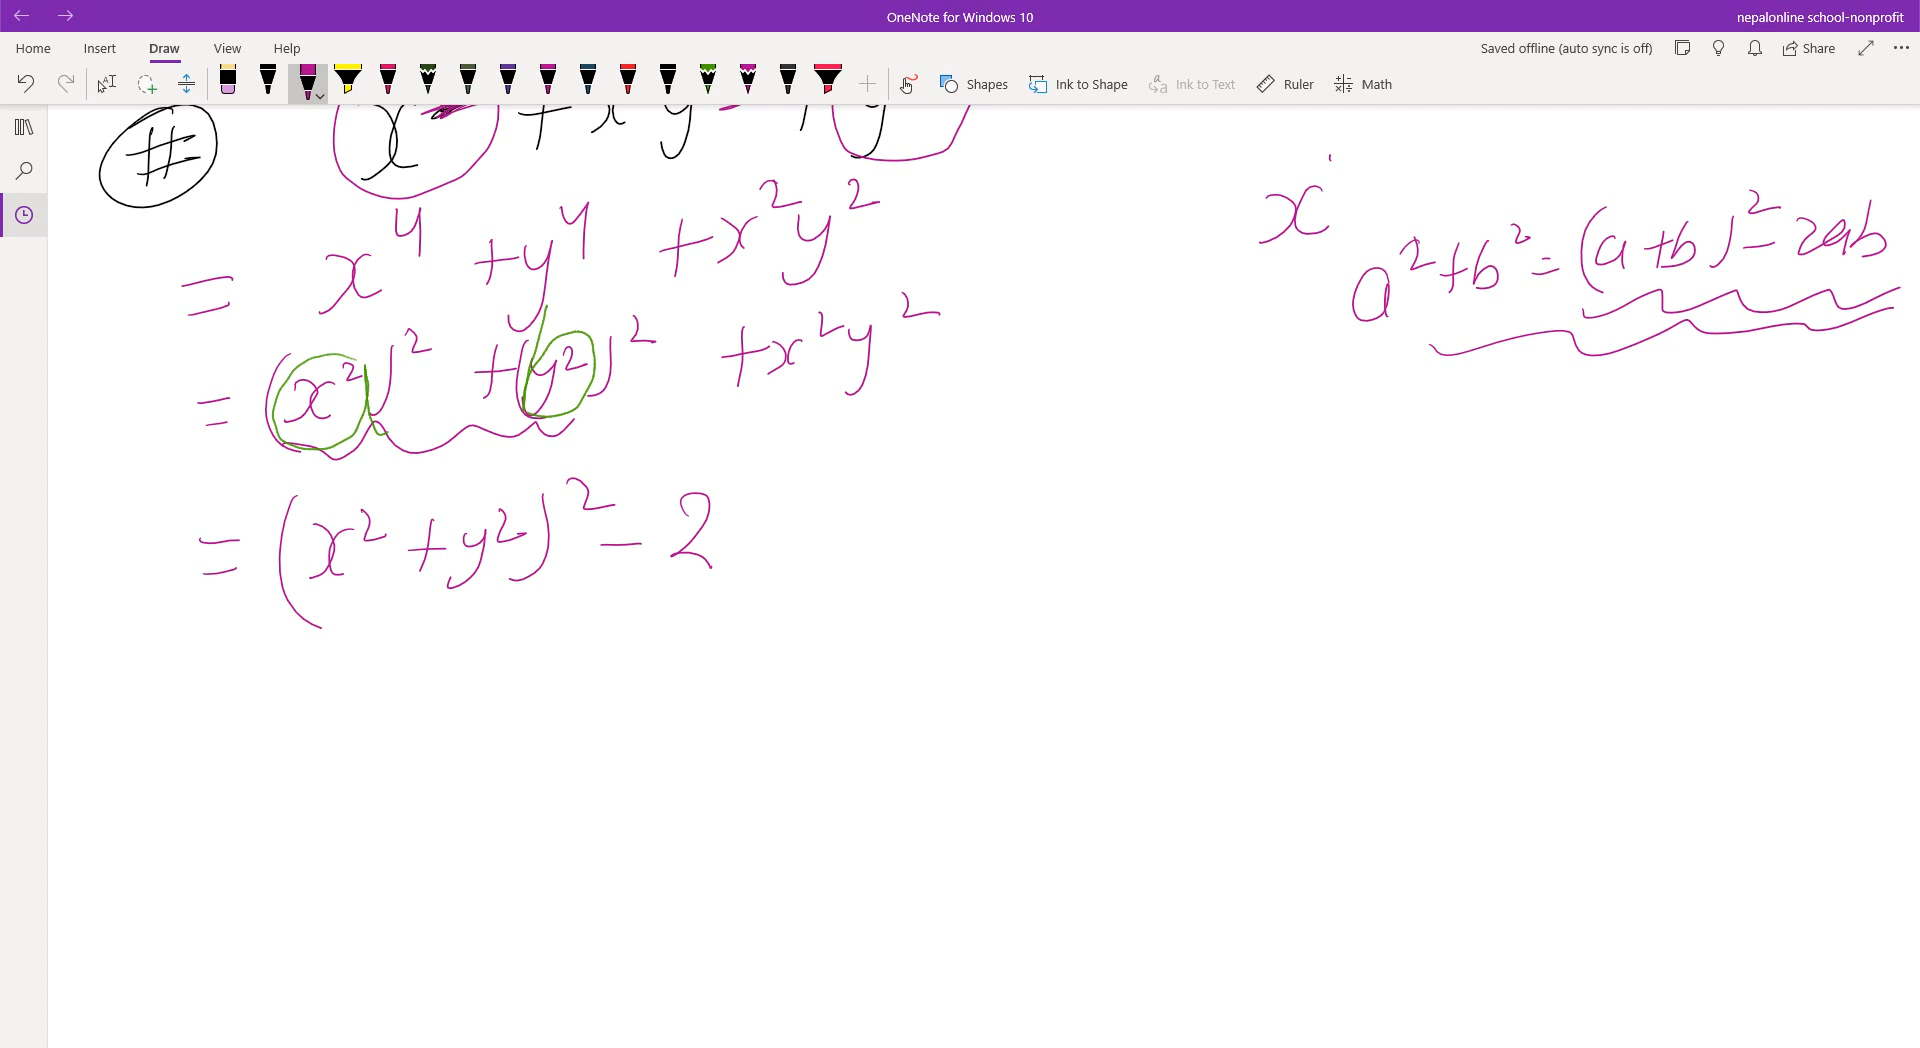 OneNote for Windows 10
nepalonline school-nonprofit
Home Insert Draw View Help
Saved offline (auto sync is off) Share
Shapes Ink to Shape Ink to Text Ruler Math
#
= x⁴ + y⁴ + x²y²
x
a² + b² = (a + b)² - 2ab
= (x²)² + (y²)² + x²y²
= (x² + y²)² - 2